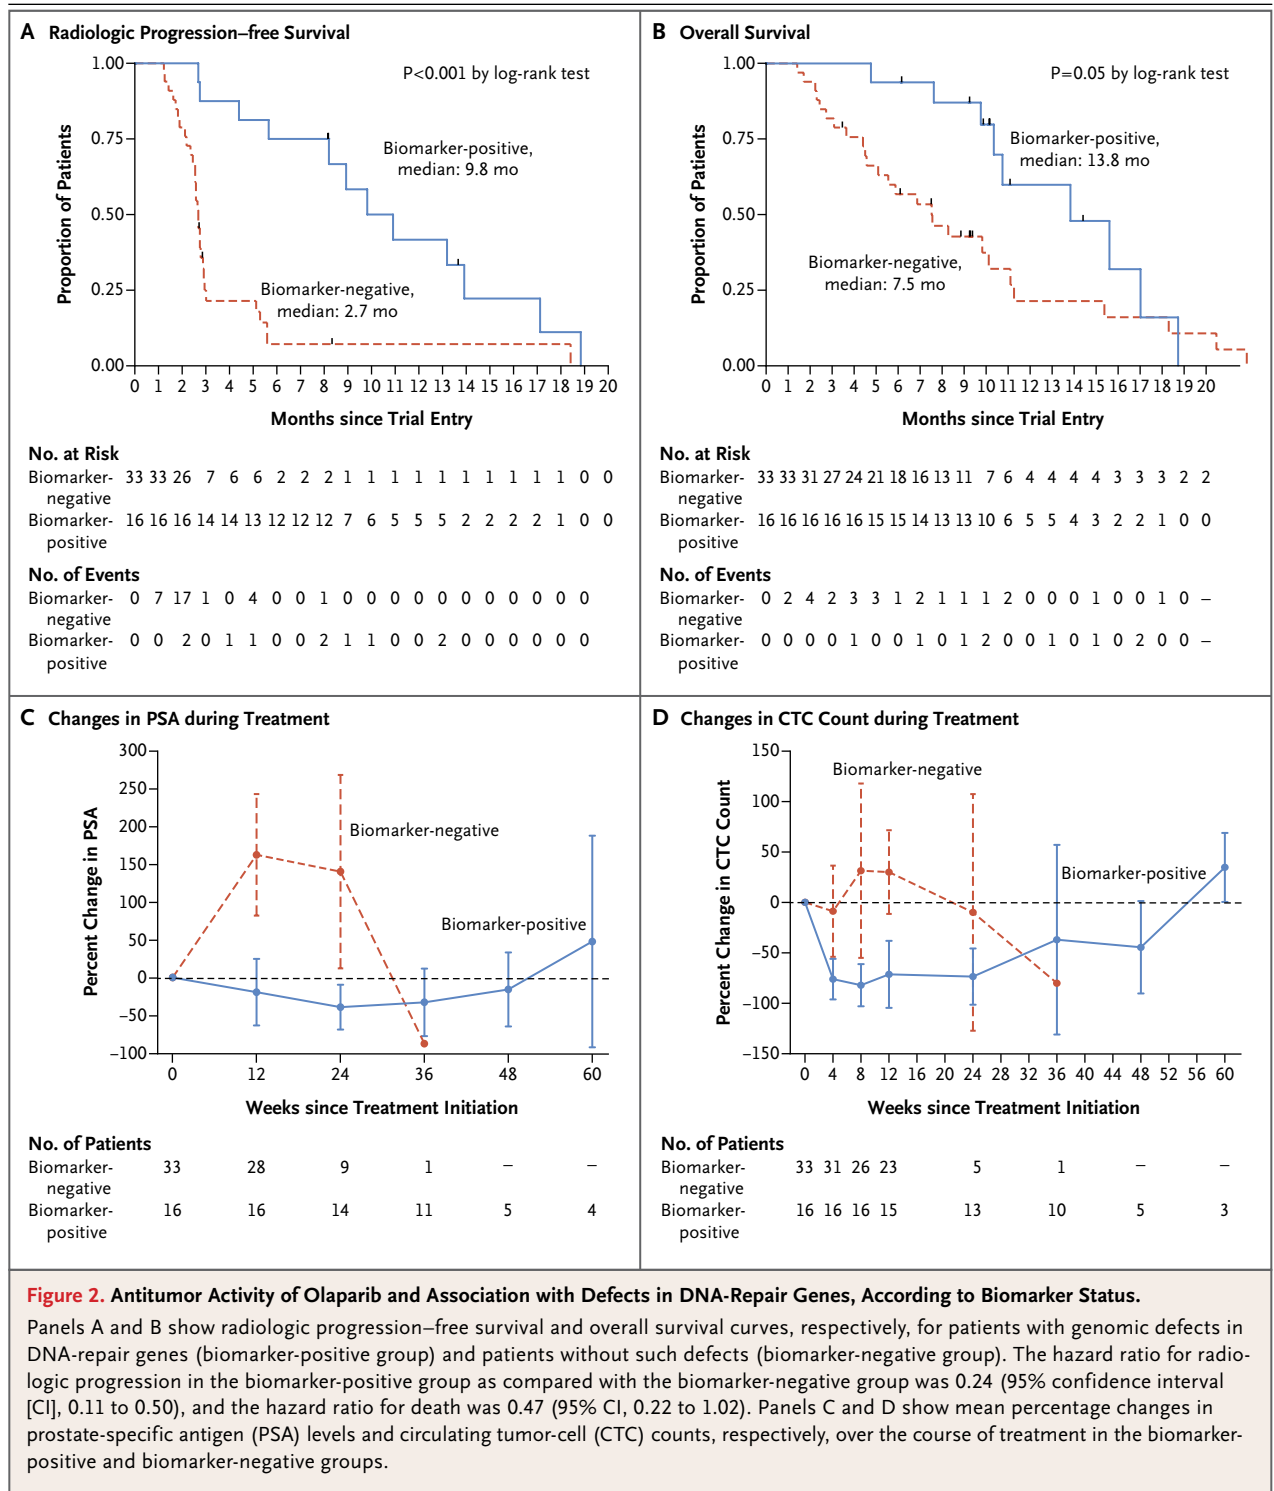 A Radiologic Progression–free Survival
1.00
0.75
0.50
0.25
0.00
Proportion of Patients
P<0.001 by log-rank test
Biomarker-positive,
median: 9.8 mo
Biomarker-negative,
median: 2.7 mo
0 1 2 3 4 5 6 7 8 9 10 11 12 13 14 15 16 17 18 19 20
Months since Trial Entry
No. at Risk
Biomarker-negative 33 33 26 7 6 6 2 2 2 1 1 1 1 1 1 1 1 1 1 0 0
Biomarker-positive 16 16 16 14 14 13 12 12 12 7 6 5 5 5 2 2 2 2 1 0 0
No. of Events
Biomarker-negative 0 7 17 1 0 4 0 0 1 0 0 0 0 0 0 0 0 0 0 0
Biomarker-positive 0 0 2 0 1 1 0 0 2 1 1 0 0 2 0 0 0 0 0 0
B Overall Survival
1.00
0.75
0.50
0.25
0.00
Proportion of Patients
P=0.05 by log-rank test
Biomarker-positive,
median: 13.8 mo
Biomarker-negative,
median: 7.5 mo
0 1 2 3 4 5 6 7 8 9 10 11 12 13 14 15 16 17 18 19 20
Months since Trial Entry
No. at Risk
Biomarker-negative 33 33 31 27 24 21 18 16 13 11 7 6 4 4 4 4 3 3 3 2 2
Biomarker-positive 16 16 16 16 16 15 15 14 13 13 10 6 5 5 4 3 2 2 1 0 0
No. of Events
Biomarker-negative 0 2 4 2 3 3 1 2 1 1 1 2 0 0 0 1 0 0 1 0 –
Biomarker-positive 0 0 0 0 1 0 0 1 0 1 2 0 0 1 0 1 0 2 0 0 –
C Changes in PSA during Treatment
300
250
200
150
100
50
0
−50
−100
Percent Change in PSA
Biomarker-negative
Biomarker-positive
0 12 24 36 48 60
Weeks since Treatment Initiation
No. of Patients
Biomarker-negative 33 28 9 1 – –
Biomarker-positive 16 16 14 11 5 4
D Changes in CTC Count during Treatment
150
100
50
0
−50
−100
−150
Percent Change in CTC Count
Biomarker-negative
Biomarker-positive
0 4 8 12 16 20 24 28 32 36 40 44 48 52 56 60
Weeks since Treatment Initiation
No. of Patients
Biomarker-negative 33 31 26 23 5 1 – –
Biomarker-positive 16 16 16 15 13 10 5 3
Figure 2. Antitumor Activity of Olaparib and Association with Defects in DNA-Repair Genes, According to Biomarker Status.
Panels A and B show radiologic progression–free survival and overall survival curves, respectively, for patients with genomic defects in
DNA-repair genes (biomarker-positive group) and patients without such defects (biomarker-negative group). The hazard ratio for radio-
logic progression in the biomarker-positive group as compared with the biomarker-negative group was 0.24 (95% confidence interval
[CI], 0.11 to 0.50), and the hazard ratio for death was 0.47 (95% CI, 0.22 to 1.02). Panels C and D show mean percentage changes in
prostate-specific antigen (PSA) levels and circulating tumor-cell (CTC) counts, respectively, over the course of treatment in the biomarker-
positive and biomarker-negative groups.